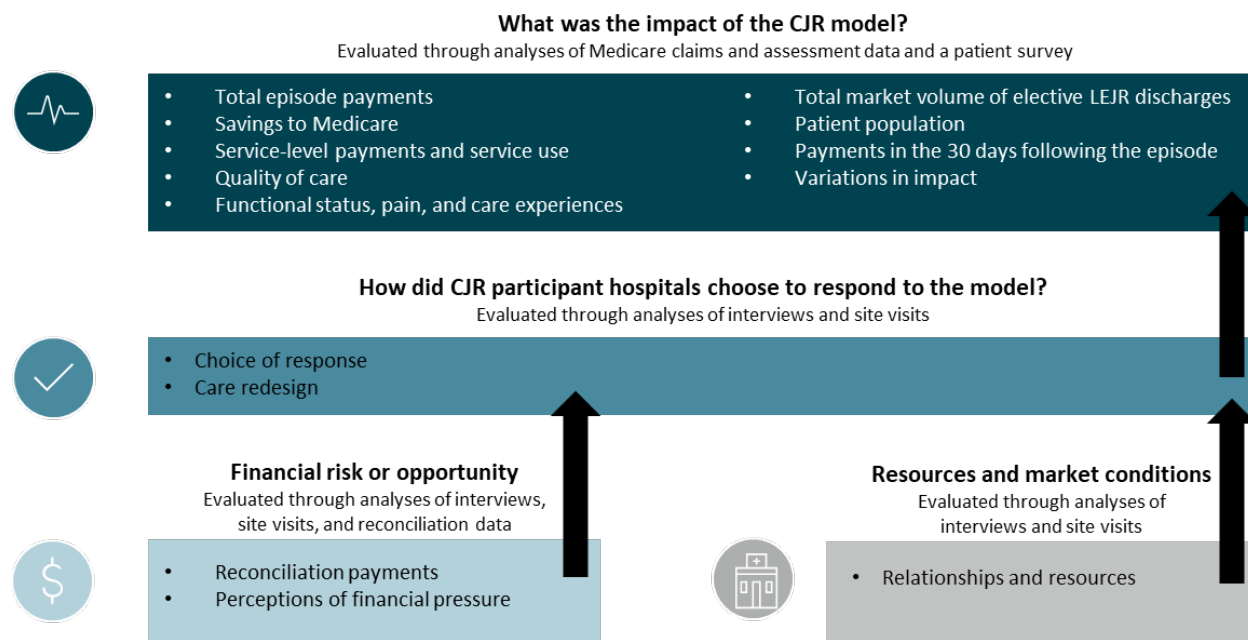 What was the impact of the CJR model?
Evaluated through analyses of Medicare claims and assessment data and a patient survey
• Total episode payments
• Savings to Medicare
• Service-level payments and service use
• Quality of care
• Functional status, pain, and care experiences
• Total market volume of elective LEJR discharges
• Patient population
• Payments in the 30 days following the episode
• Variations in impact
How did CJR participant hospitals choose to respond to the model?
Evaluated through analyses of interviews and site visits
• Choice of response
• Care redesign
Financial risk or opportunity
Evaluated through analyses of interviews,
site visits, and reconciliation data
$
• Reconciliation payments
• Perceptions of financial pressure
Resources and market conditions
Evaluated through analyses of
interviews and site visits
• Relationships and resources